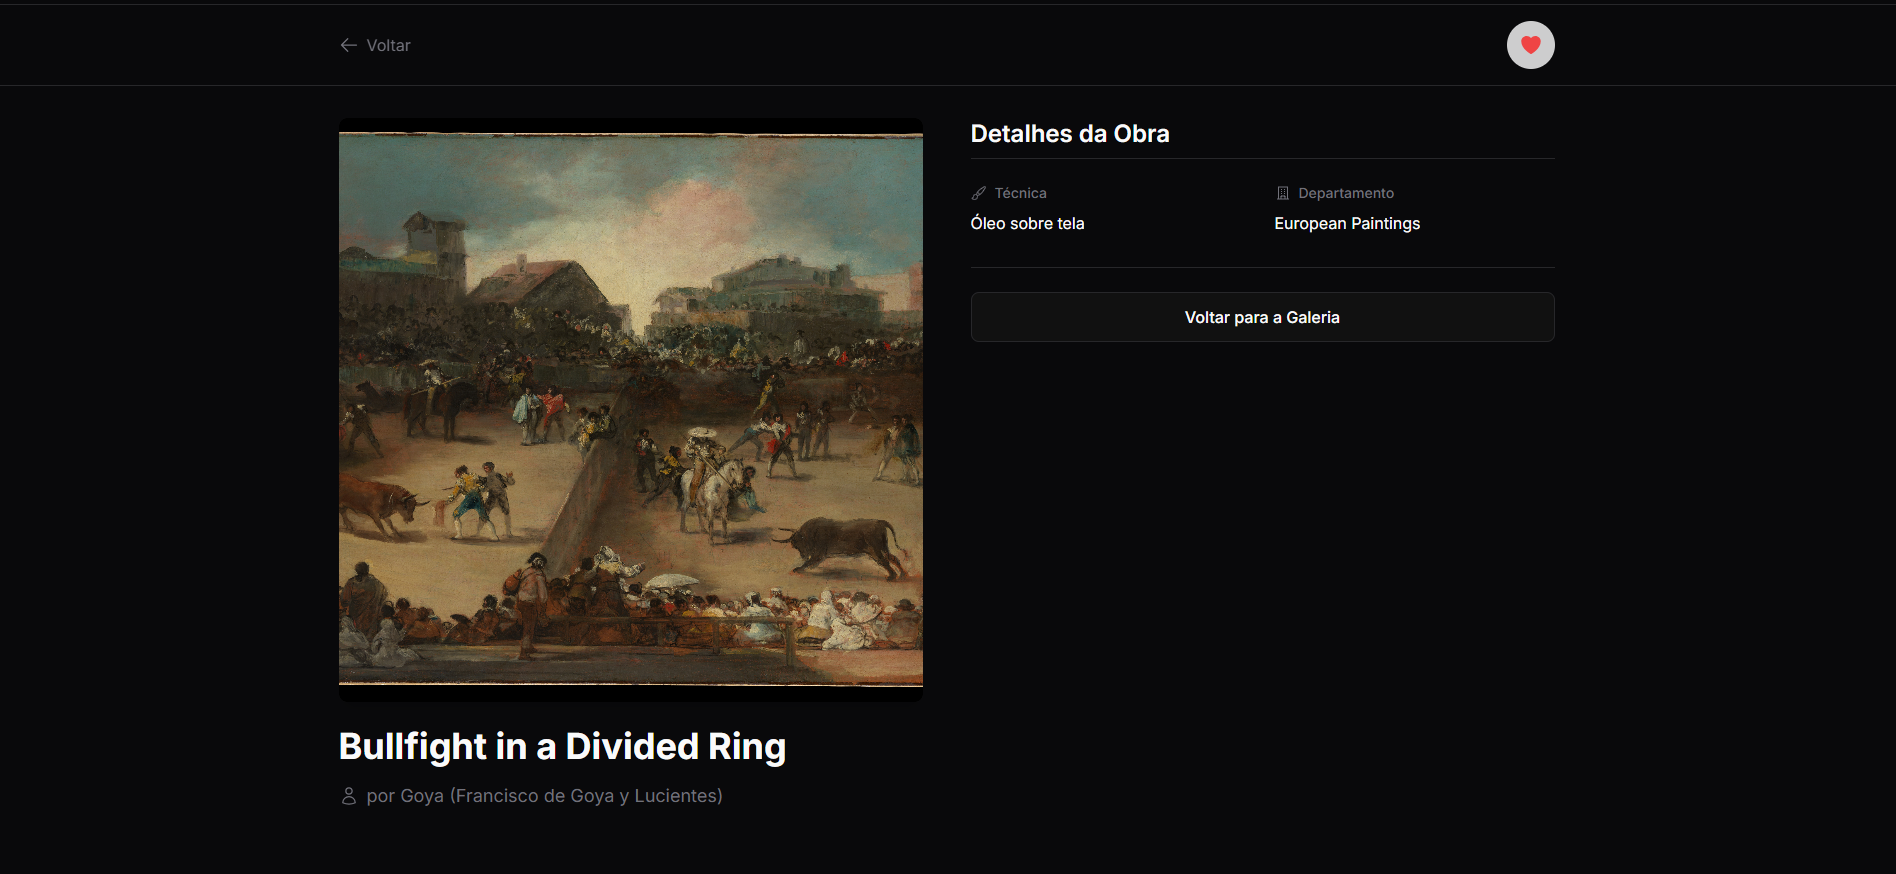 Voltar
Detalhes da Obra
Técnica
Departamento
Óleo sobre tela
European Paintings
Voltar para a Galeria
Bullfight in a Divided Ring
por Goya (Francisco de Goya y Lucientes)